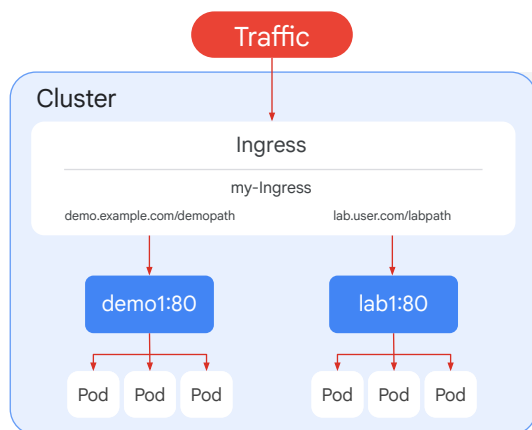 Traffic
Cluster
Ingress
my-Ingress
demo.example.com/demopath
lab.user.com/labpath
demo1:80
lab1:80
Pod Pod Pod
Pod Pod Pod